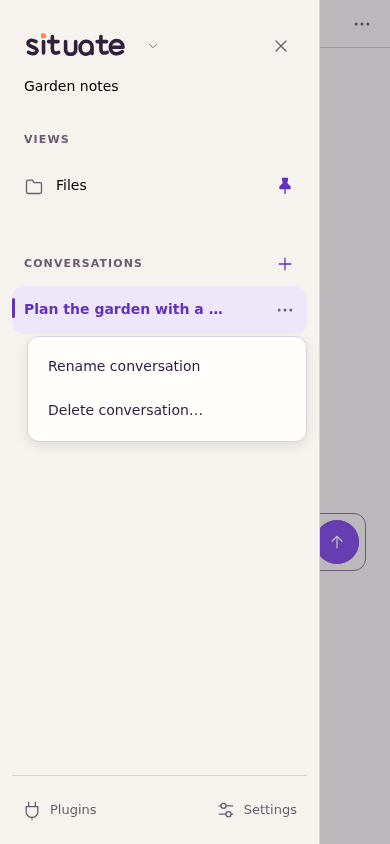 situate
Garden notes
VIEWS
Files
CONVERSATIONS
Plan the garden with a ...
Rename conversation
Delete conversation...
Plugins
Settings